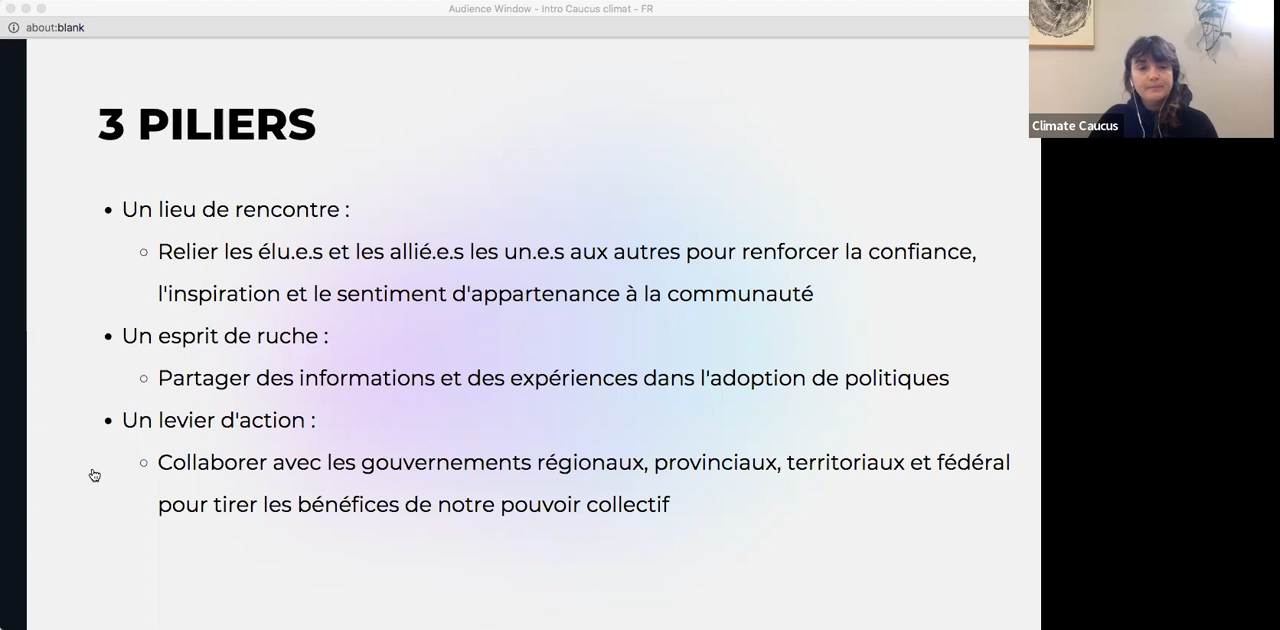 Audience Window - Intro Caucus climat - FR
about:blank
Climate Caucus
3 PILIERS
• Un lieu de rencontre :
○ Relier les élu.e.s et les allié.e.s les un.e.s aux autres pour renforcer la confiance,
l'inspiration et le sentiment d'appartenance à la communauté
• Un esprit de ruche :
○ Partager des informations et des expériences dans l'adoption de politiques
• Un levier d'action :
○ Collaborer avec les gouvernements régionaux, provinciaux, territoriaux et fédéral
pour tirer les bénéfices de notre pouvoir collectif